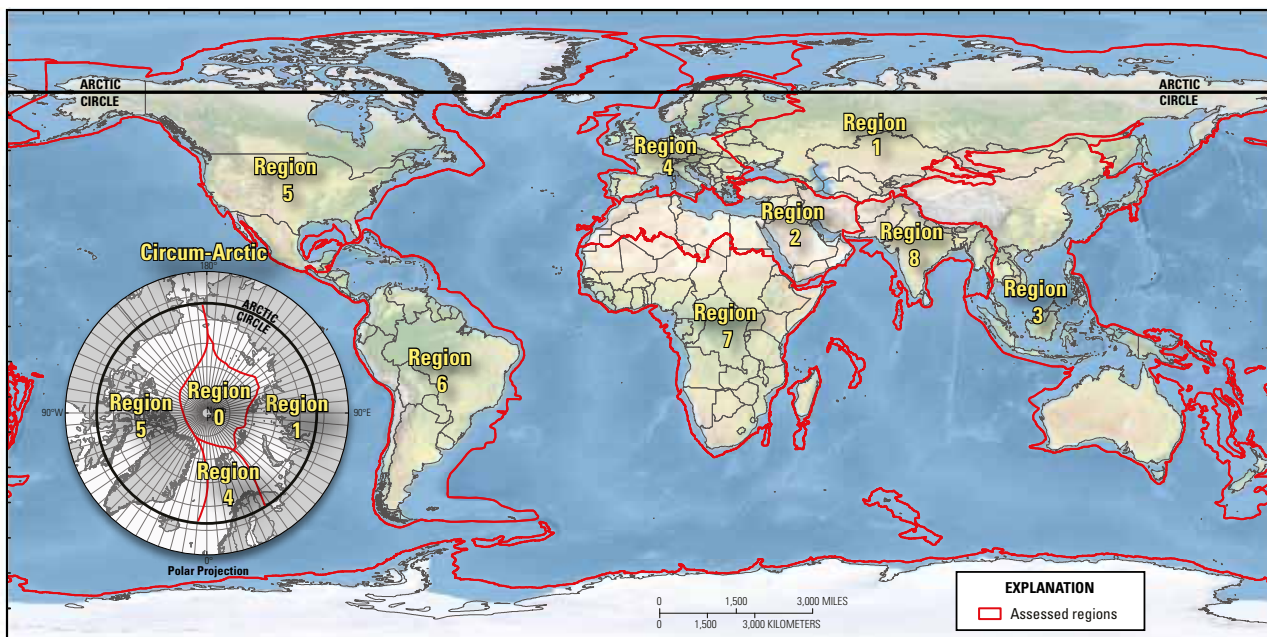 ARCTIC
CIRCLE
ARCTIC
CIRCLE
Region
1
Region
4
Region
5
Region
2
Region
8
Circum-Arctic
180°
ARCTIC
CIRCLE
Region
3
Region
7
Region
6
Region
0
Region
5
Region
1
90°W
90°E
Region
4
0°
Polar Projection
EXPLANATION
Assessed regions
0 1,500 3,000 MILES
0 1,500 3,000 KILOMETERS